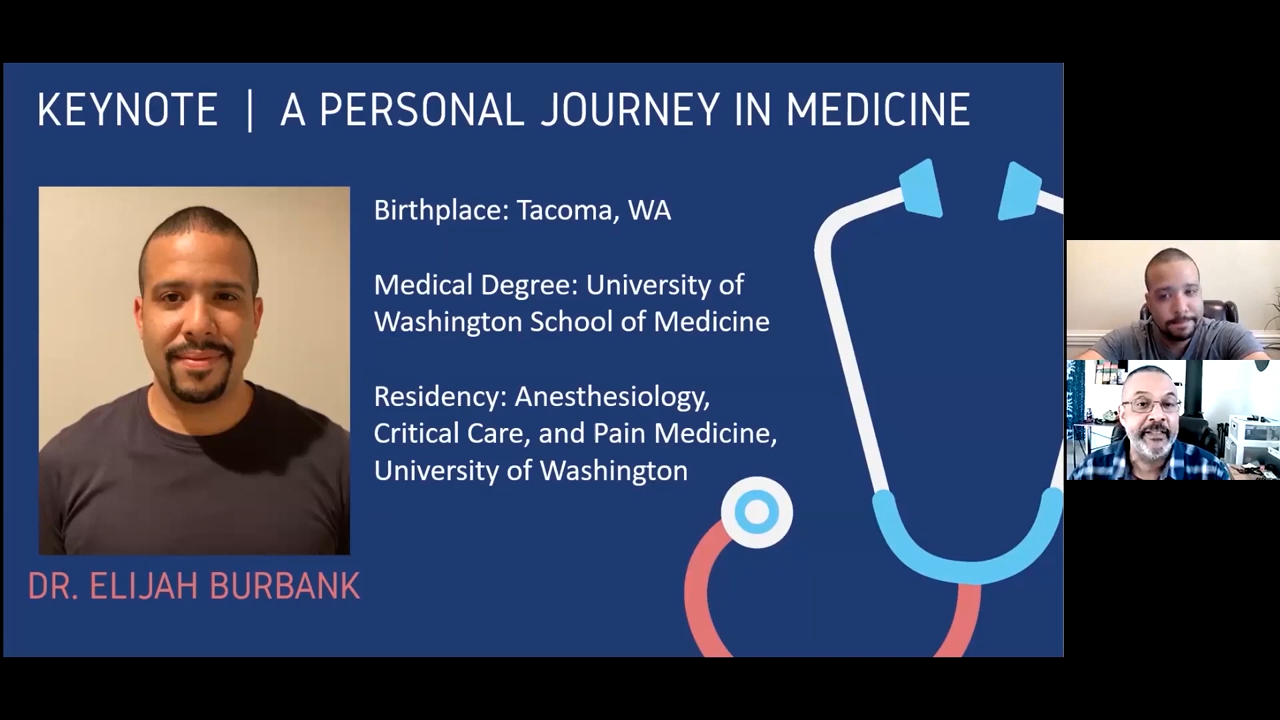 KEYNOTE | A PERSONAL JOURNEY IN MEDICINE
Birthplace: Tacoma, WA
Medical Degree: University of
Washington School of Medicine
Residency: Anesthesiology,
Critical Care, and Pain Medicine,
University of Washington
DR. ELIJAH BURBANK